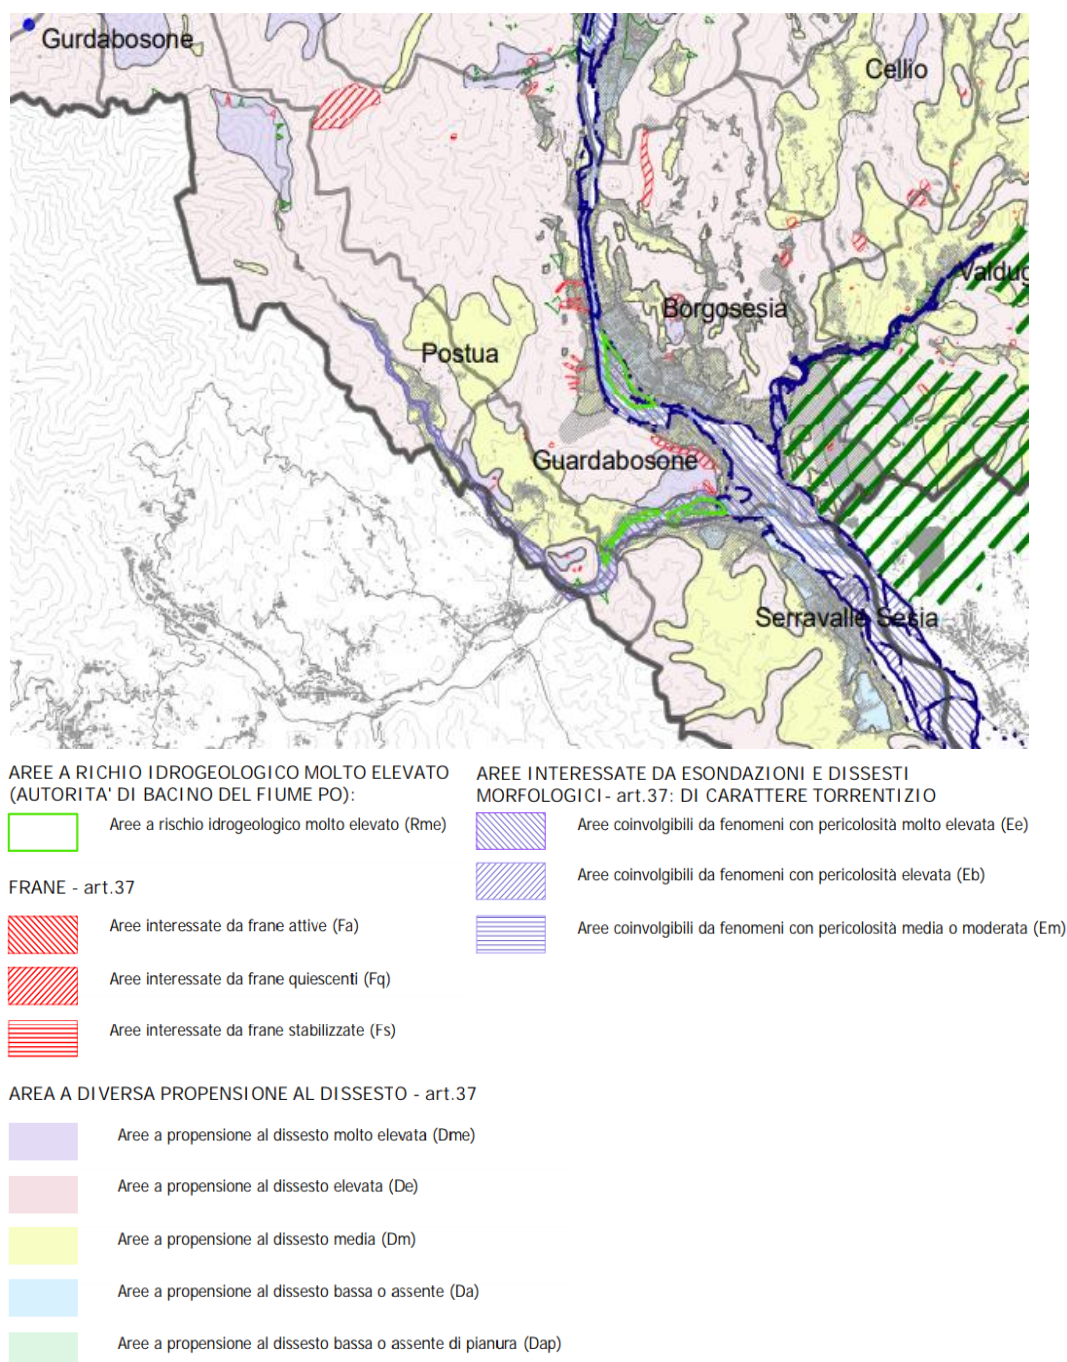 Gurdabosone
Cellio
Valdug
Borgosesia
Postua
Guardabosone
Serravalle Sesia
AREE A RICHIO IDROGEOLOGICO MOLTO ELEVATO
(AUTORITA' DI BACINO DEL FIUME PO):
Aree a rischio idrogeologico molto elevato (Rme)
FRANE - art.37
Aree interessate da frane attive (Fa)
Aree interessate da frane quiescenti (Fq)
Aree interessate da frane stabilizzate (Fs)
AREE INTERESSATE DA ESONDAZIONI E DISSESTI
MORFOLOGICI- art.37: DI CARATTERE TORRENTIZIO
Aree coinvolgibili da fenomeni con pericolosità molto elevata (Ee)
Aree coinvolgibili da fenomeni con pericolosità elevata (Eb)
Aree coinvolgibili da fenomeni con pericolosità media o moderata (Em)
AREA A DIVERSA PROPENSIONE AL DISSESTO - art.37
Aree a propensione al dissesto molto elevata (Dme)
Aree a propensione al dissesto elevata (De)
Aree a propensione al dissesto media (Dm)
Aree a propensione al dissesto bassa o assente (Da)
Aree a propensione al dissesto bassa o assente di pianura (Dap)